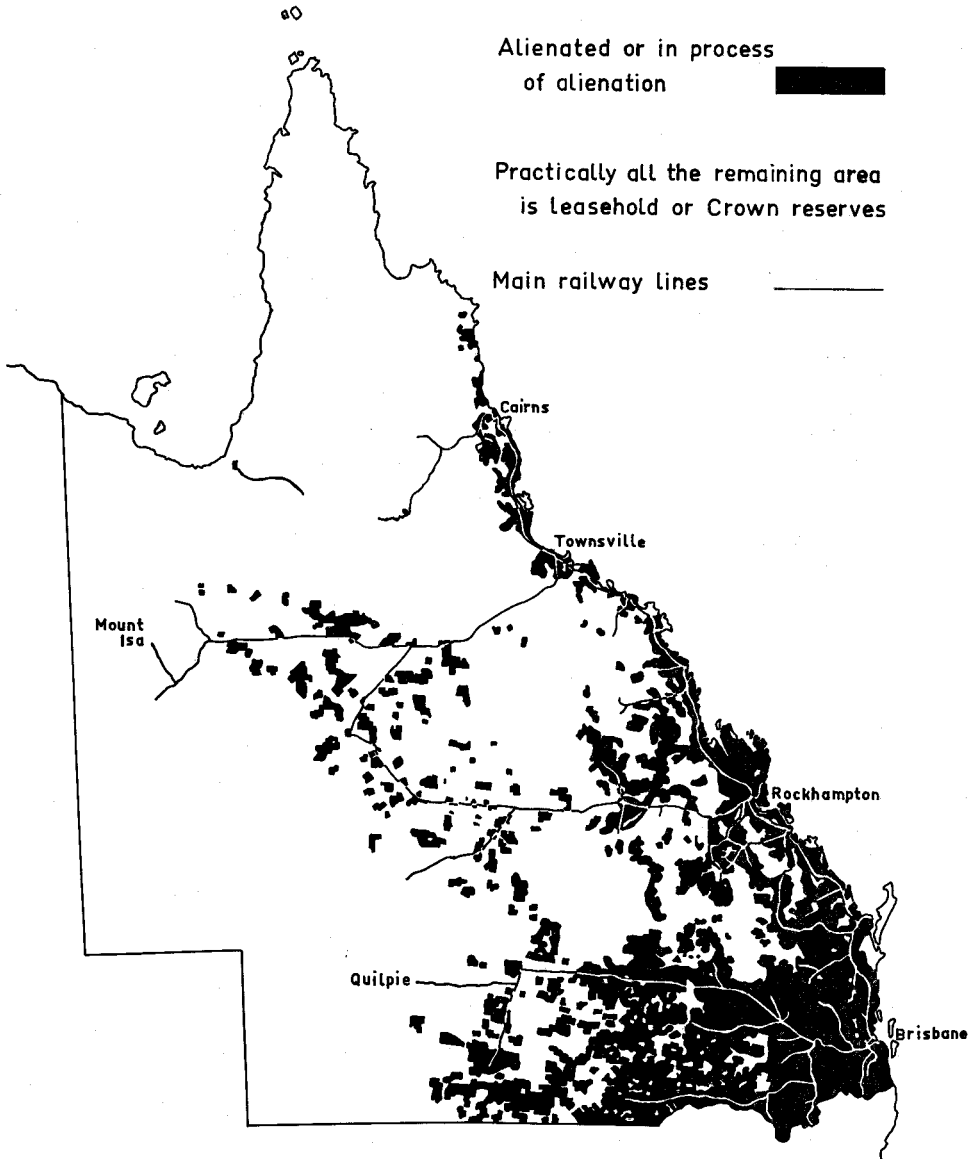 Alienated or in process
of alienation
Practically all the remaining area
is leasehold or Crown reserves
Main railway lines
Cairns
Townsville
Mount
Isa
Rockhampton
Quilpie
Brisbane